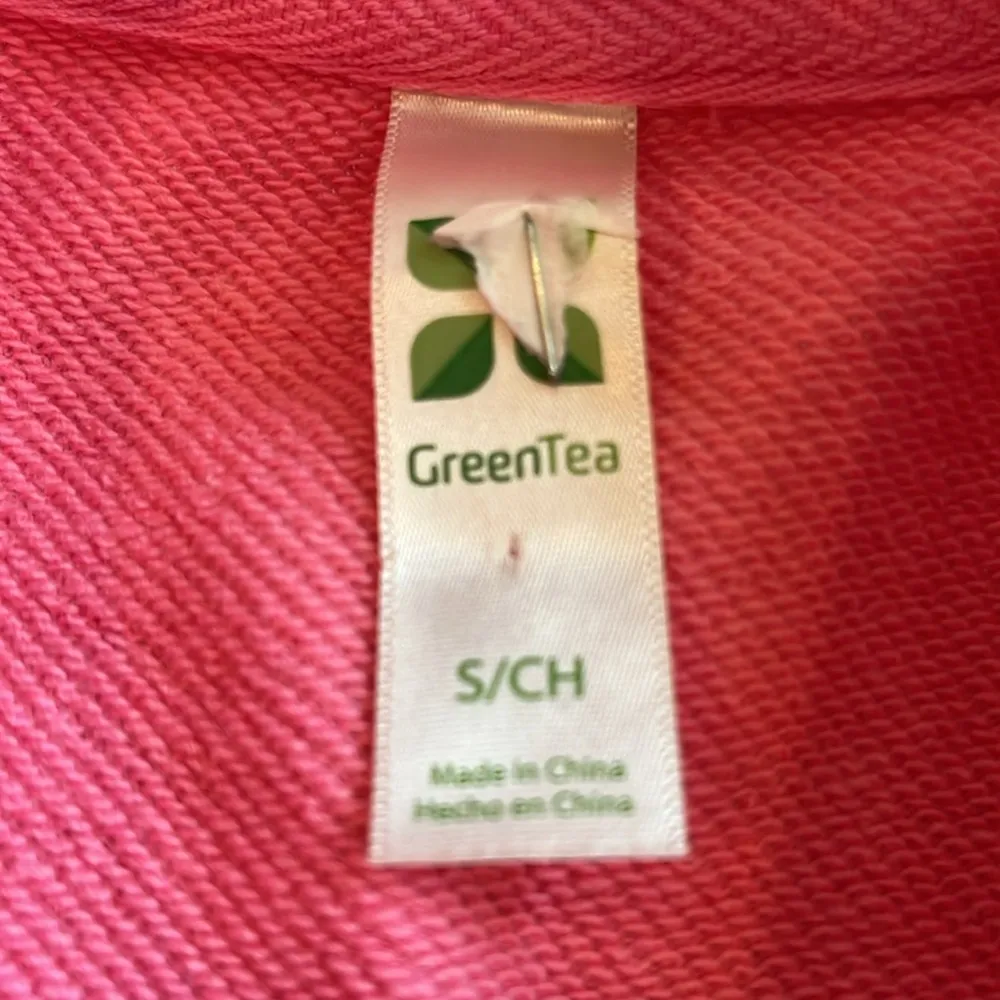 GreenTea
S/CH
Made in China
Hecho en China